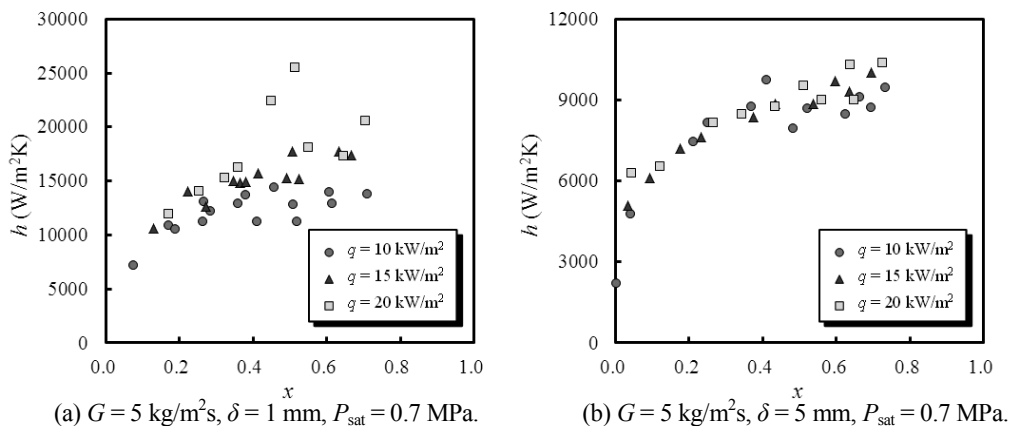 30000
25000
20000
15000
10000
5000
0
h (W/m²K)
0.0 0.2 0.4 0.6 0.8 1.0
x
q = 10 kW/m²
q = 15 kW/m²
q = 20 kW/m²
(a) G = 5 kg/m²s, δ = 1 mm, Psat = 0.7 MPa.
12000
9000
6000
3000
0
h (W/m²K)
0.0 0.2 0.4 0.6 0.8 1.0
x
q = 10 kW/m²
q = 15 kW/m²
q = 20 kW/m²
(b) G = 5 kg/m²s, δ = 5 mm, Psat = 0.7 MPa.